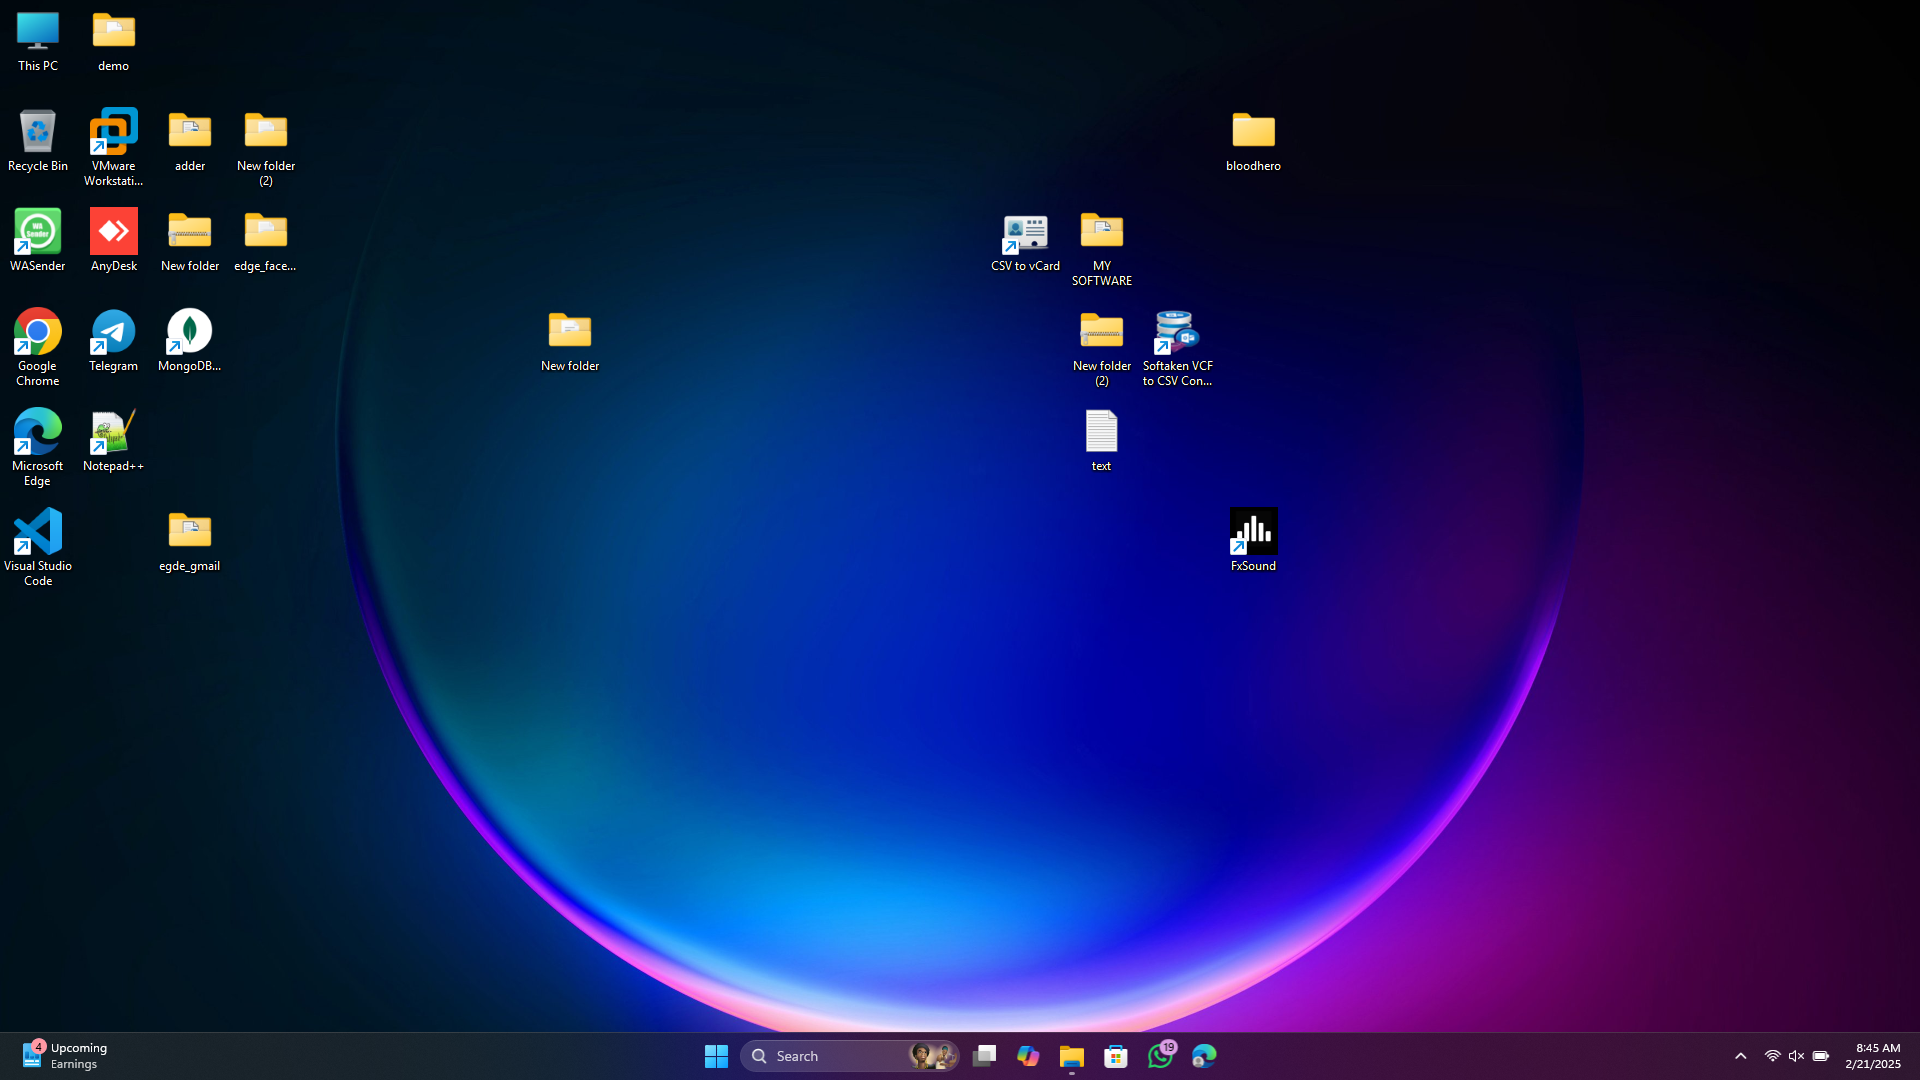 This PC
demo
Recycle Bin
VMware
Workstati...
adder
New folder
(2)
bloodhero
WA
Sender
WASender
AnyDesk
New folder
edge_face...
CSV to vCard
MY
SOFTWARE
Google
Chrome
Telegram
MongoDB...
New folder
New folder
(2)
Softaken VCF
to CSV Con...
Microsoft
Edge
Notepad++
text
Visual Studio
Code
egde_gmail
FxSound
4
Upcoming
Earnings
Search
19
8:45 AM
2/21/2025